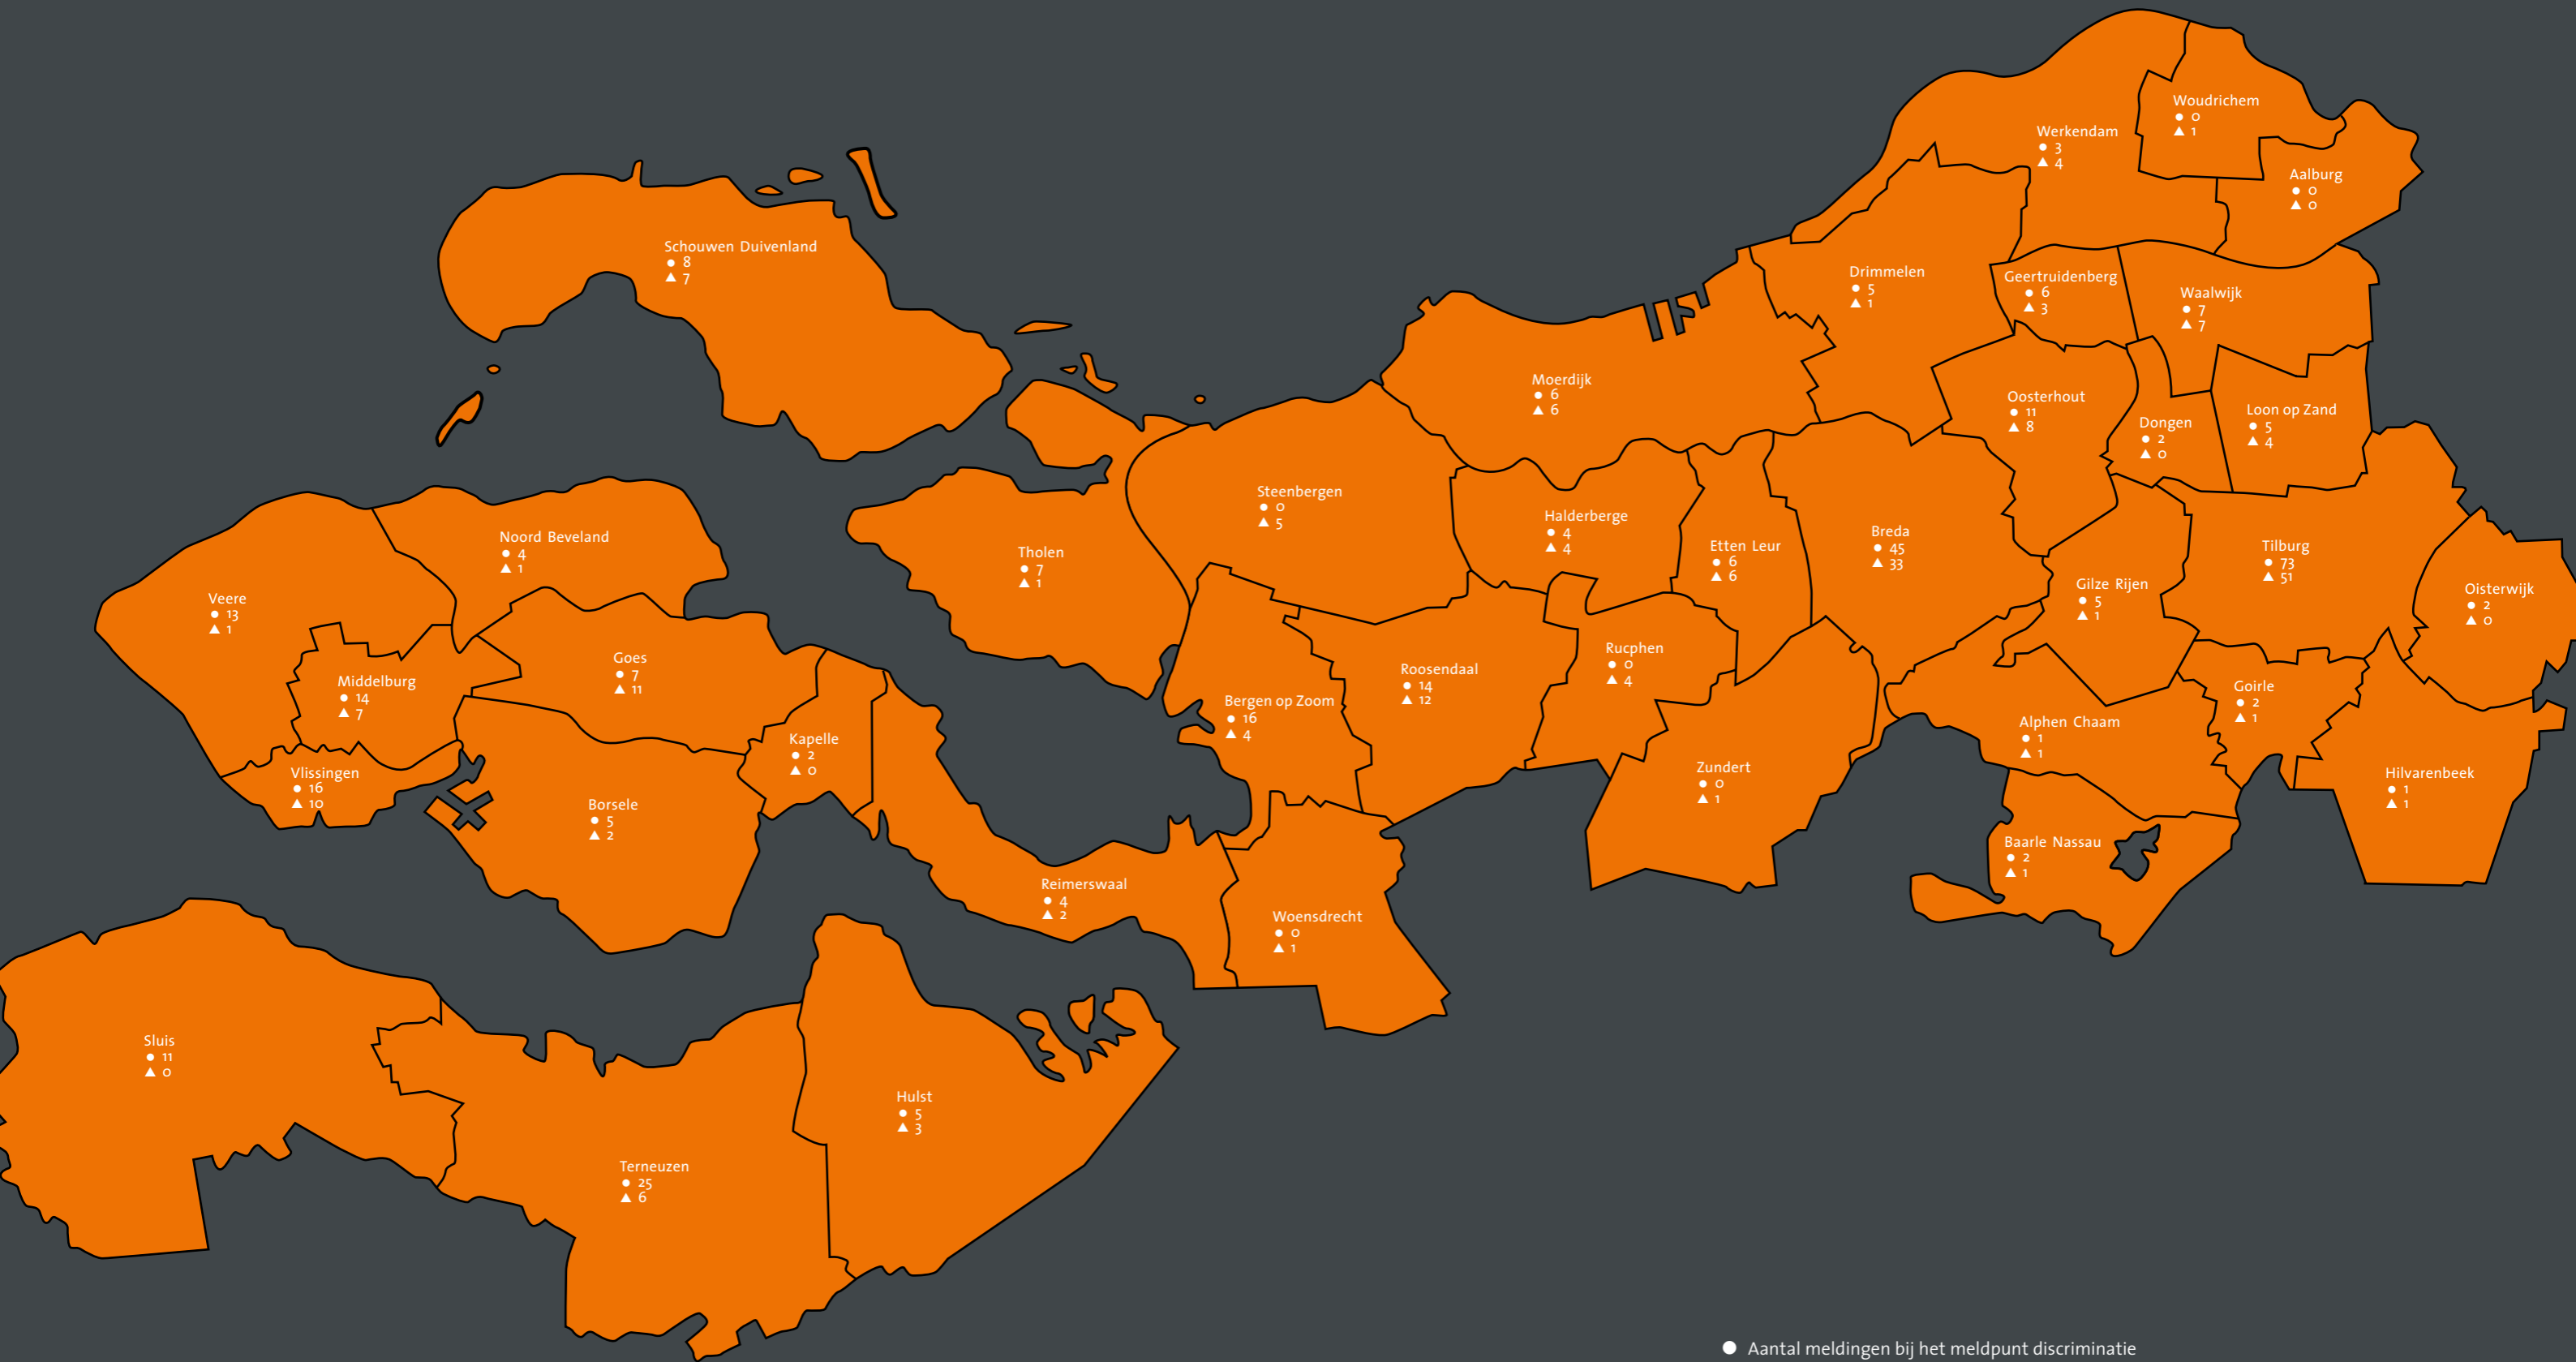 Woudrichem
● 0
▲ 1
Werkendam
● 3
▲ 4
Aalburg
● 0
▲ 0
Schouwen Duivenland
● 8
▲ 7
Drimmelen
● 5
▲ 1
Geertruidenberg
● 6
▲ 3
Waalwijk
● 7
▲ 7
Moerdijk
● 6
▲ 6
Oosterhout
● 11
▲ 8
Dongen
● 2
▲ 0
Loon op Zand
● 5
▲ 4
Steenbergen
● 0
▲ 5
Halderberge
● 4
▲ 4
Etten Leur
● 6
▲ 6
Breda
● 45
▲ 33
Tilburg
● 73
▲ 51
Noord Beveland
● 4
▲ 1
Tholen
● 7
▲ 1
Gilze Rijen
● 5
▲ 1
Oisterwijk
● 2
▲ 0
Veere
● 13
▲ 1
Middelburg
● 14
▲ 7
Goes
● 7
▲ 11
Rucphen
● 0
▲ 4
Roosendaal
● 14
▲ 12
Bergen op Zoom
● 16
▲ 4
Goirle
● 2
▲ 1
Alphen Chaam
● 1
▲ 1
Kapelle
● 2
▲ 0
Vlissingen
● 16
▲ 10
Zundert
● 0
▲ 1
Hilvarenbeek
● 1
▲ 1
Borsele
● 5
▲ 2
Baarle Nassau
● 2
▲ 1
Reimerswaal
● 4
▲ 2
Woensdrecht
● 0
▲ 1
Sluis
● 11
▲ 0
Hulst
● 5
▲ 3
Terneuzen
● 25
▲ 6
● Aantal meldingen bij het meldpunt discriminatie